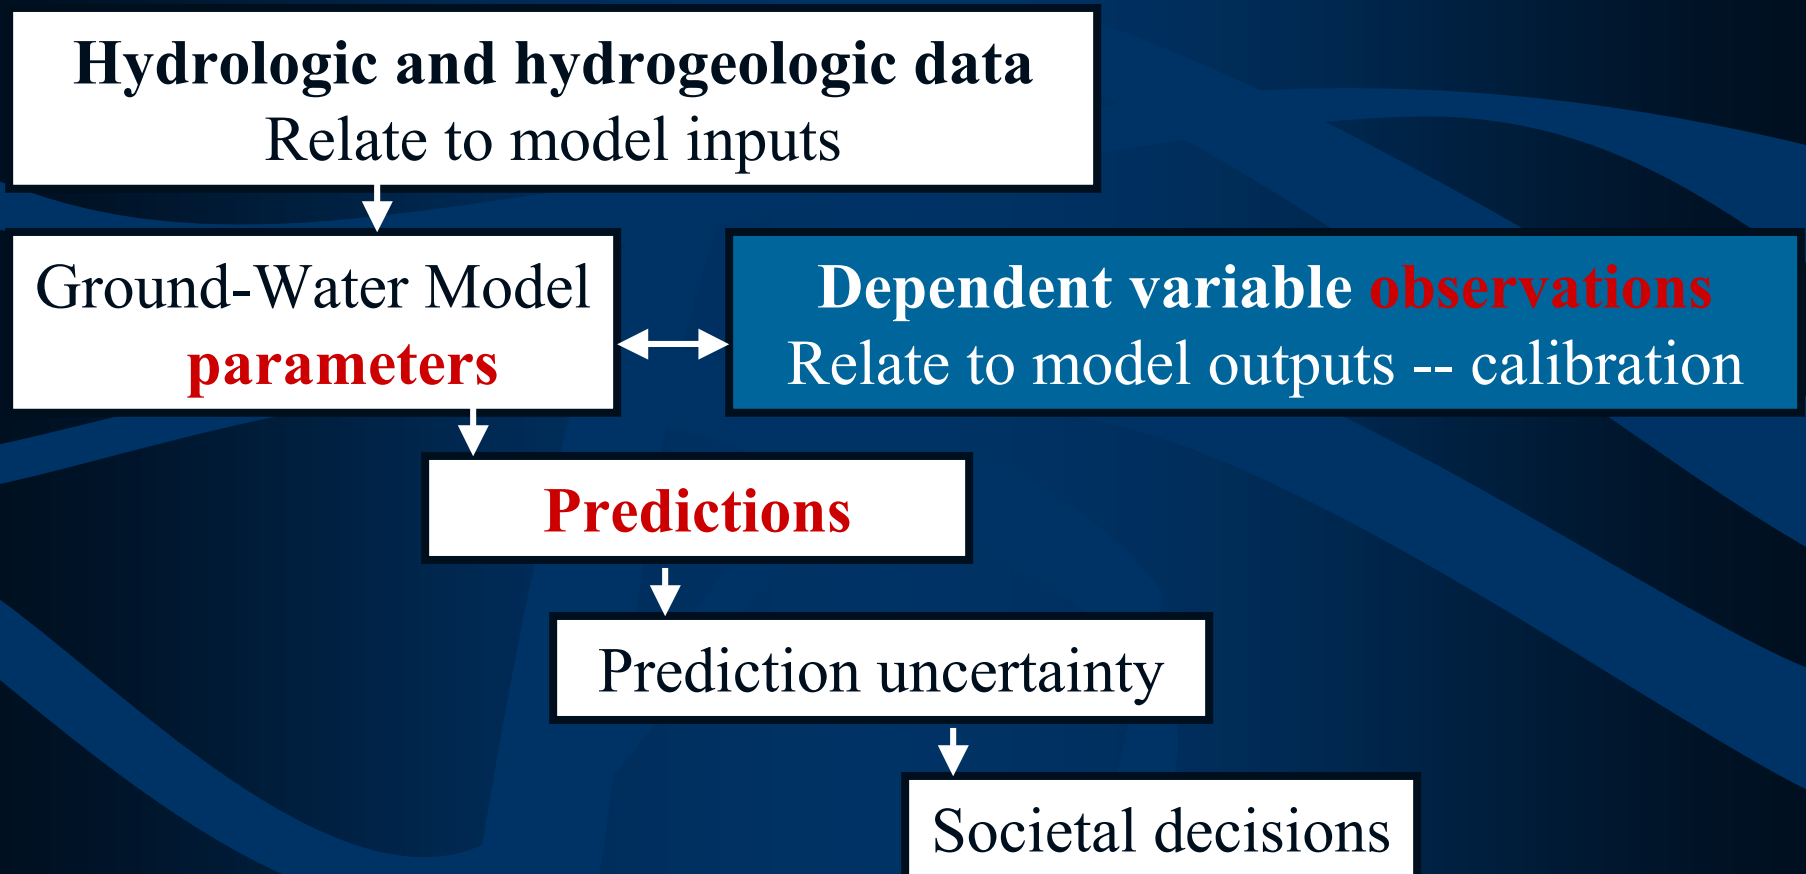 Hydrologic and hydrogeologic data
Relate to model inputs
Ground-Water Model
parameters
Dependent variable observations
Relate to model outputs -- calibration
Predictions
Prediction uncertainty
Societal decisions